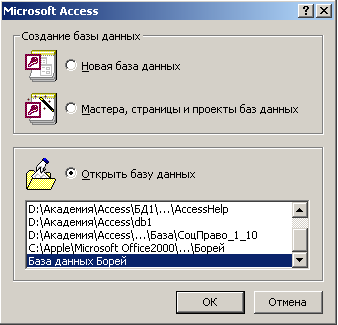 Microsoft Access
Создание базы данных
Новая база данных
Мастера, страницы и проекты баз данных
Открыть базу данных
D:\Академия\Access\БД1\...\AccessHelp
D:\Академия\Access\db1
D:\Академия\Access\...\База\СоцПраво_1_10
C:\Apple\Microsoft Office2000\...\Борей
База данных Борей
OK
Отмена